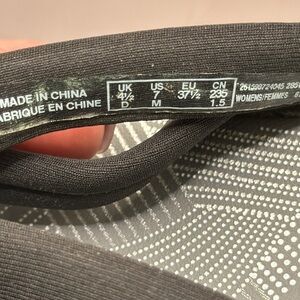 MADE IN CHINA
FABRIQUE EN CHINE
UK US EU CN
4½ 7 37½ 235
D M 1.5
WOMENS/FEMMES